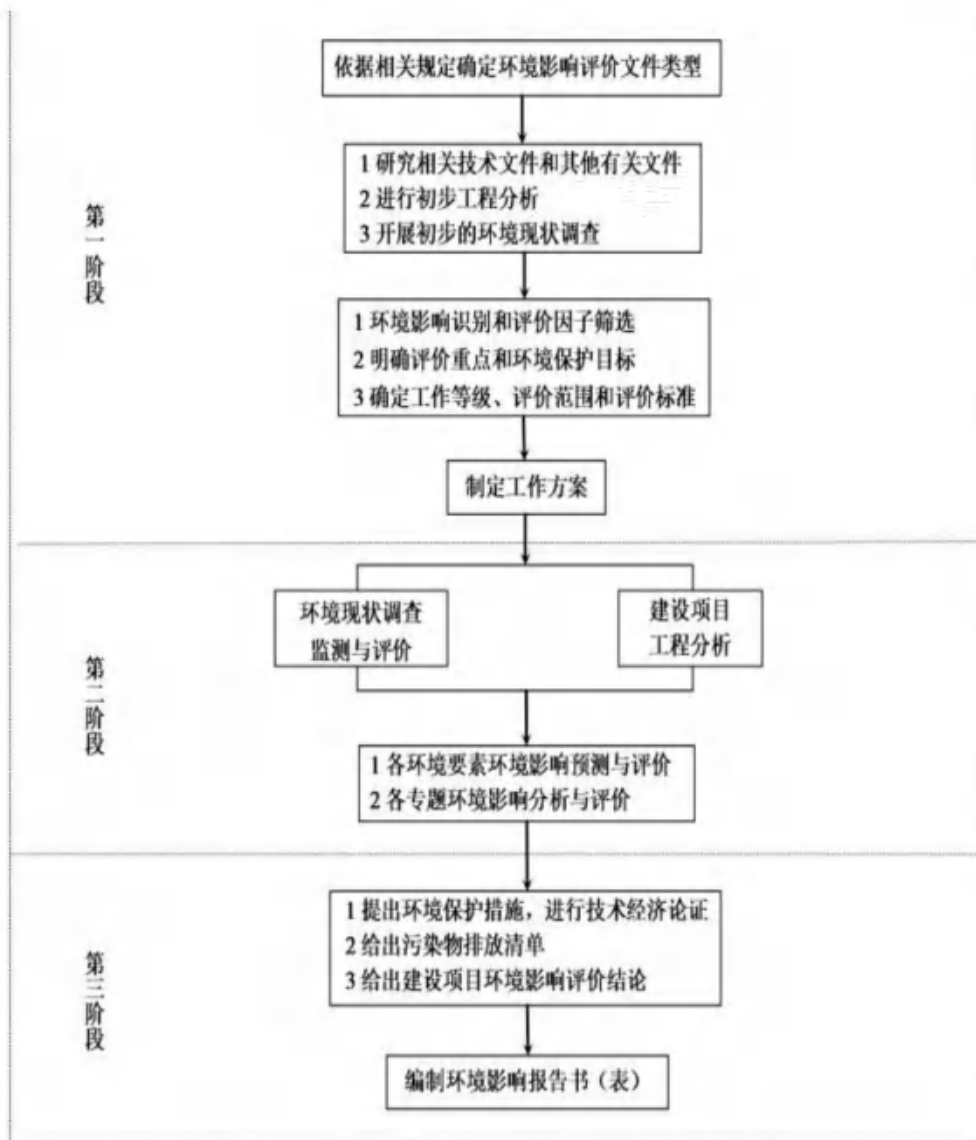 依据相关规定确定环境影响评价文件类型
1 研究相关技术文件和其他有关文件
2 进行初步工程分析
3 开展初步的环境现状调查
第一阶段
1 环境影响识别和评价因子筛选
2 明确评价重点和环境保护目标
3 确定工作等级、评价范围和评价标准
制定工作方案
环境现状调查
监测与评价
建设项目
工程分析
第二阶段
1 各环境要素环境影响预测与评价
2 各专题环境影响分析与评价
1 提出环境保护措施，进行技术经济论证
2 给出污染物排放清单
3 给出建设项目环境影响评价结论
第三阶段
编制环境影响报告书（表）